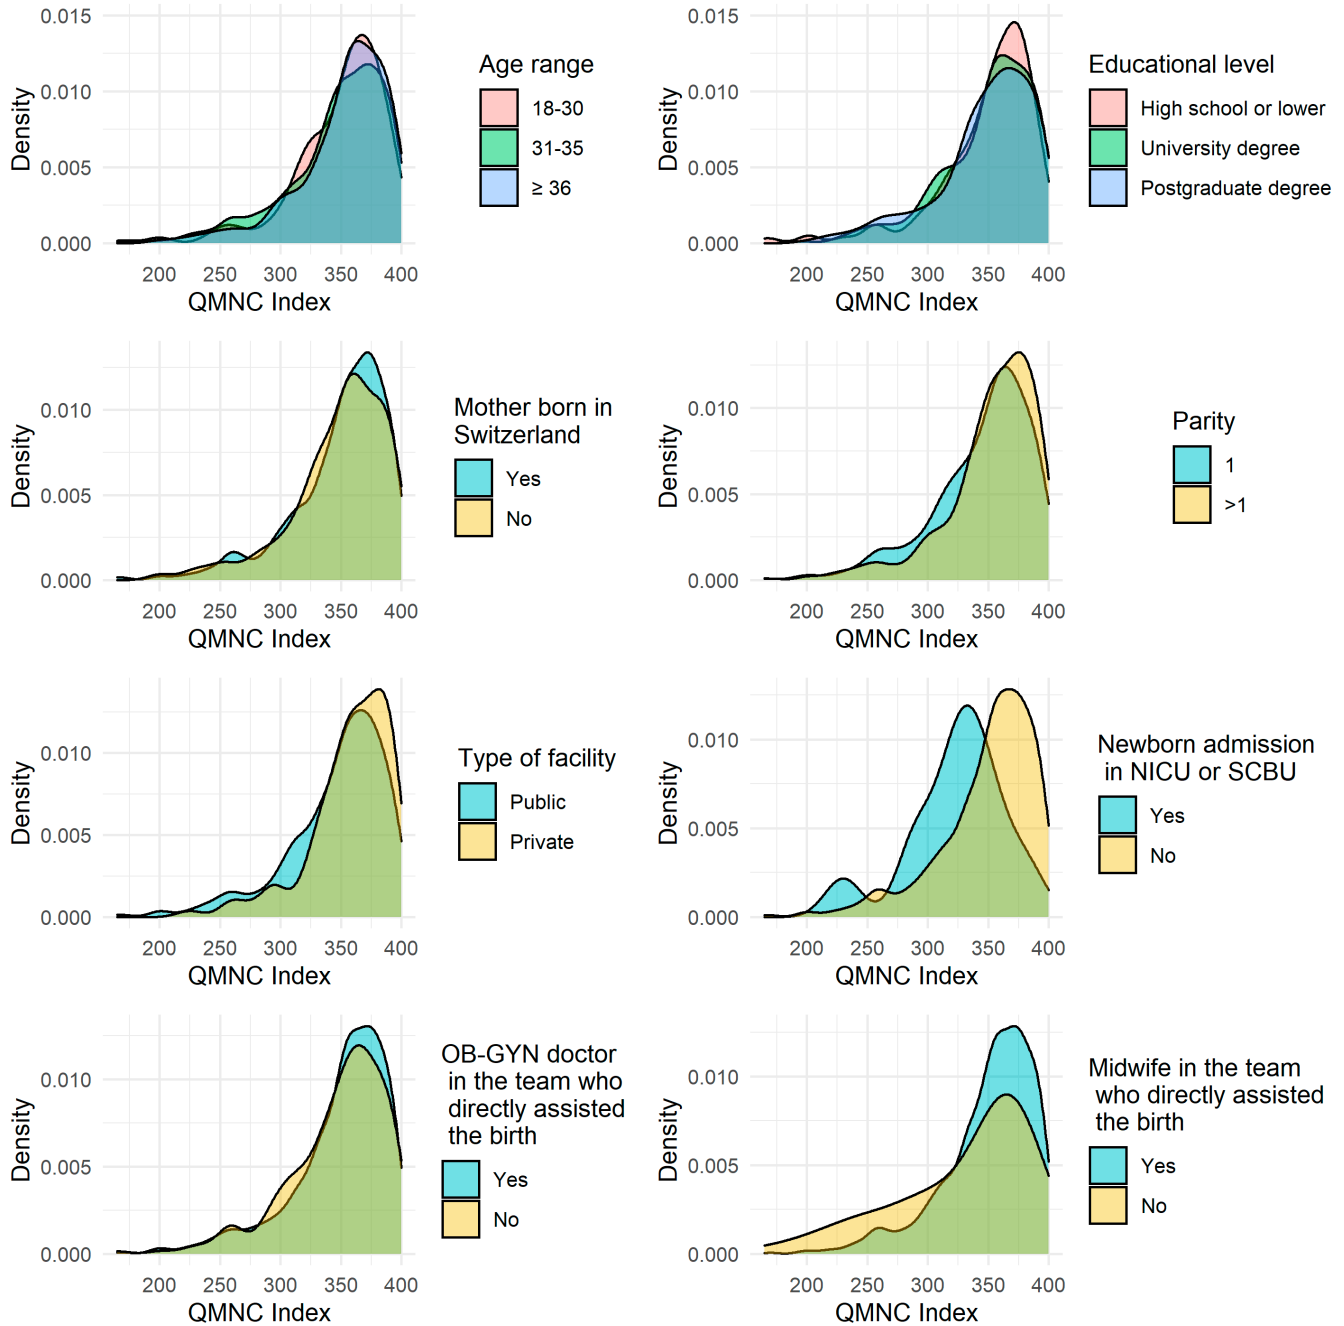 0.015
0.010
0.005
0.000
Density
200 250 300 350 400
QMNC Index
Age range
18-30
31-35
≥ 36
0.015
0.010
0.005
0.000
Density
200 250 300 350 400
QMNC Index
Educational level
High school or lower
University degree
Postgraduate degree
0.010
0.005
0.000
Density
200 250 300 350 400
QMNC Index
Mother born in
Switzerland
Yes
No
0.010
0.005
0.000
Density
200 250 300 350 400
QMNC Index
Parity
1
>1
0.010
0.005
0.000
Density
200 250 300 350 400
QMNC Index
Type of facility
Public
Private
0.010
0.005
0.000
Density
200 250 300 350 400
QMNC Index
Newborn admission
in NICU or SCBU
Yes
No
0.010
0.005
0.000
Density
200 250 300 350 400
QMNC Index
OB-GYN doctor
in the team who
directly assisted
the birth
Yes
No
0.010
0.005
0.000
Density
200 250 300 350 400
QMNC Index
Midwife in the team
who directly assisted
the birth
Yes
No